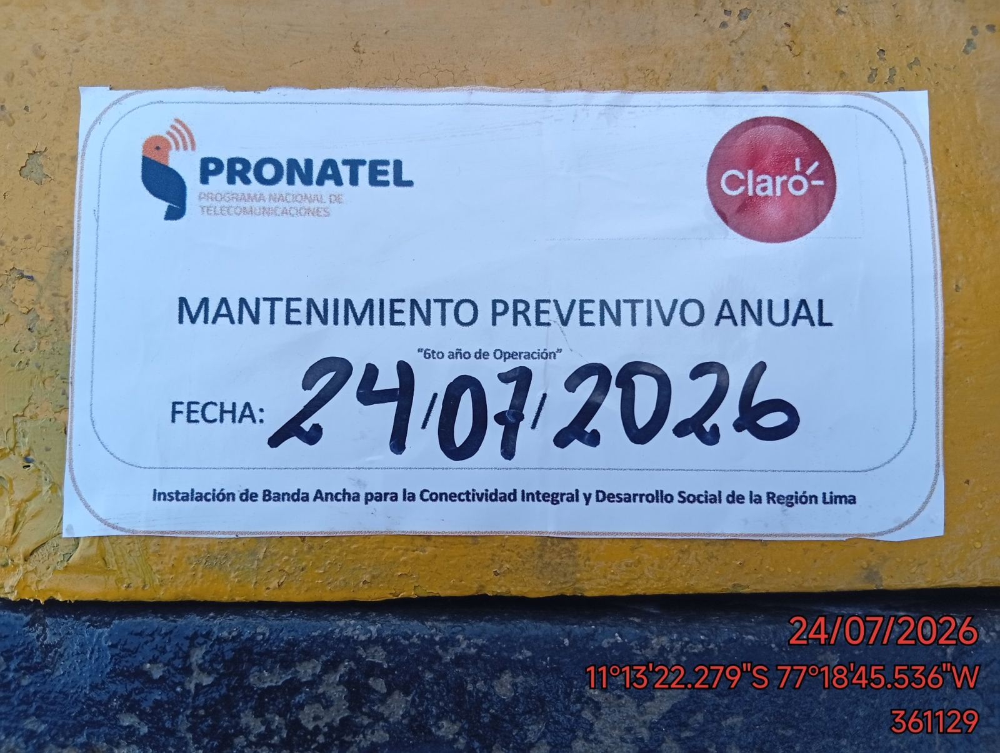 PRONATEL
PROGRAMA NACIONAL DE
TELECOMUNICACIONES
Claro
MANTENIMIENTO PREVENTIVO ANUAL
"6to año de Operación"
FECHA: 24/07/2026
Instalación de Banda Ancha para la Conectividad Integral y Desarrollo Social de la Región Lima
24/07/2026
11°13'22.279"S 77°18'45.536"W
361129